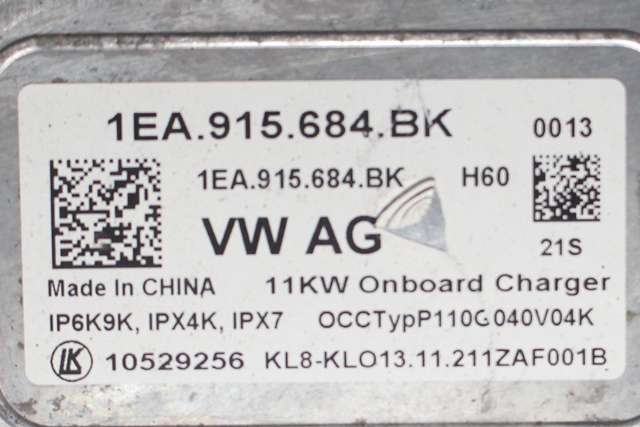 1EA.915.684.BK 0013
1EA.915.684.BK H60
VW AG 21S
Made In CHINA 11KW Onboard Charger
IP6K9K, IPX4K, IPX7 OCCTypP110G040V04K
LK 10529256 KL8-KLO13.11.211ZAF001B